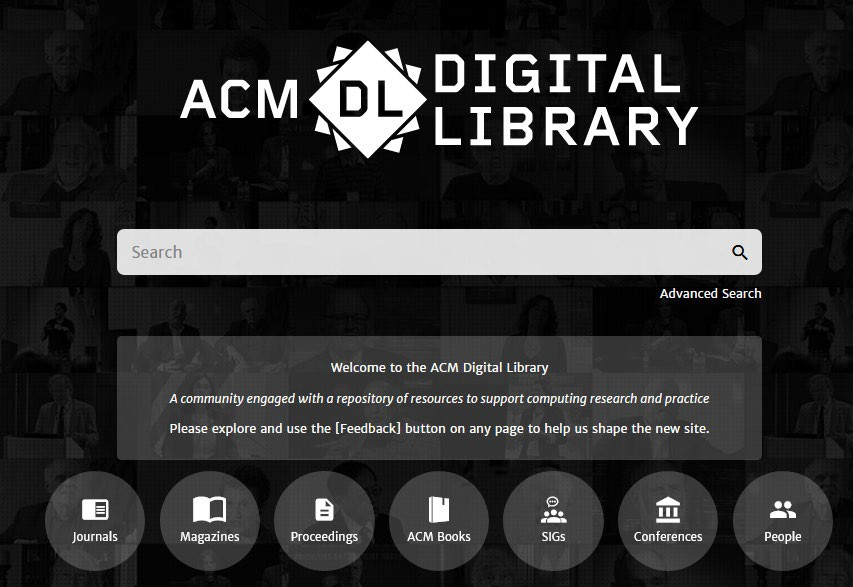 ACM DL DIGITAL
LIBRARY
Search
Advanced Search
Welcome to the ACM Digital Library
A community engaged with a repository of resources to support computing research and practice
Please explore and use the [Feedback] button on any page to help us shape the new site.
Journals Magazines Proceedings ACM Books SIGs Conferences People